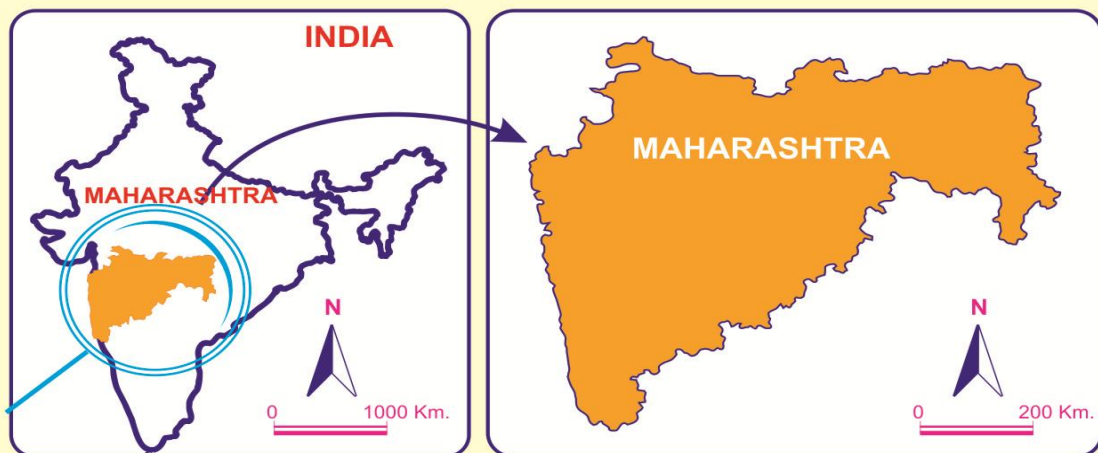 INDIA
MAHARASHTRA
N
0 1000 Km.
MAHARASHTRA
N
0 200 Km.